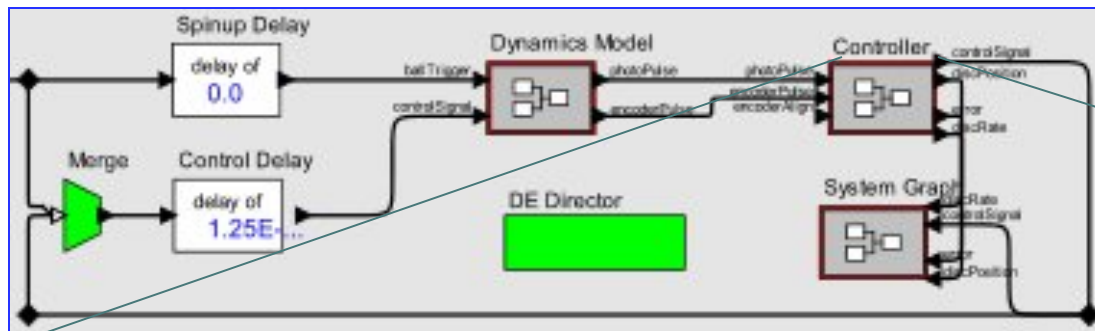 Spinup Delay
delay of
0.0
Dynamics Model
ballTrigger
controlSignal
photoPulse
encoderPulse
Controller
photoPulse
encoderPulse
encoderAlign
controlSignal
discPosition
error
discRate
Merge
Control Delay
delay of
1.25E-...
DE Director
System Graph
discRate
controlSignal
error
discPosition